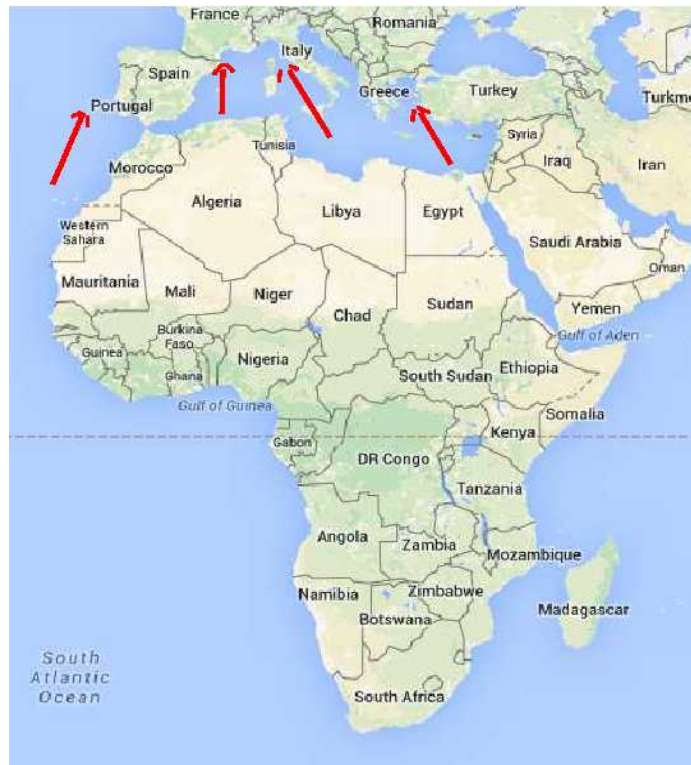 France
Romania
Italy
Spain
Portugal
Greece
Turkey
Turkm
Tunisia
Syria
Morocco
Iraq
Iran
Algeria
Libya
Egypt
Western
Sahara
Saudi Arabia
Oman
Mauritania
Mali
Niger
Chad
Sudan
Yemen
Burkina
Faso
Gulf of Aden
Guinea
Nigeria
Ghana
South Sudan
Ethiopia
Gulf of Guinea
Somalia
Gabon
Kenya
DR Congo
Tanzania
Angola
Zambia
Mozambique
Namibia
Zimbabwe
Botswana
Madagascar
South
Atlantic
Ocean
South Africa